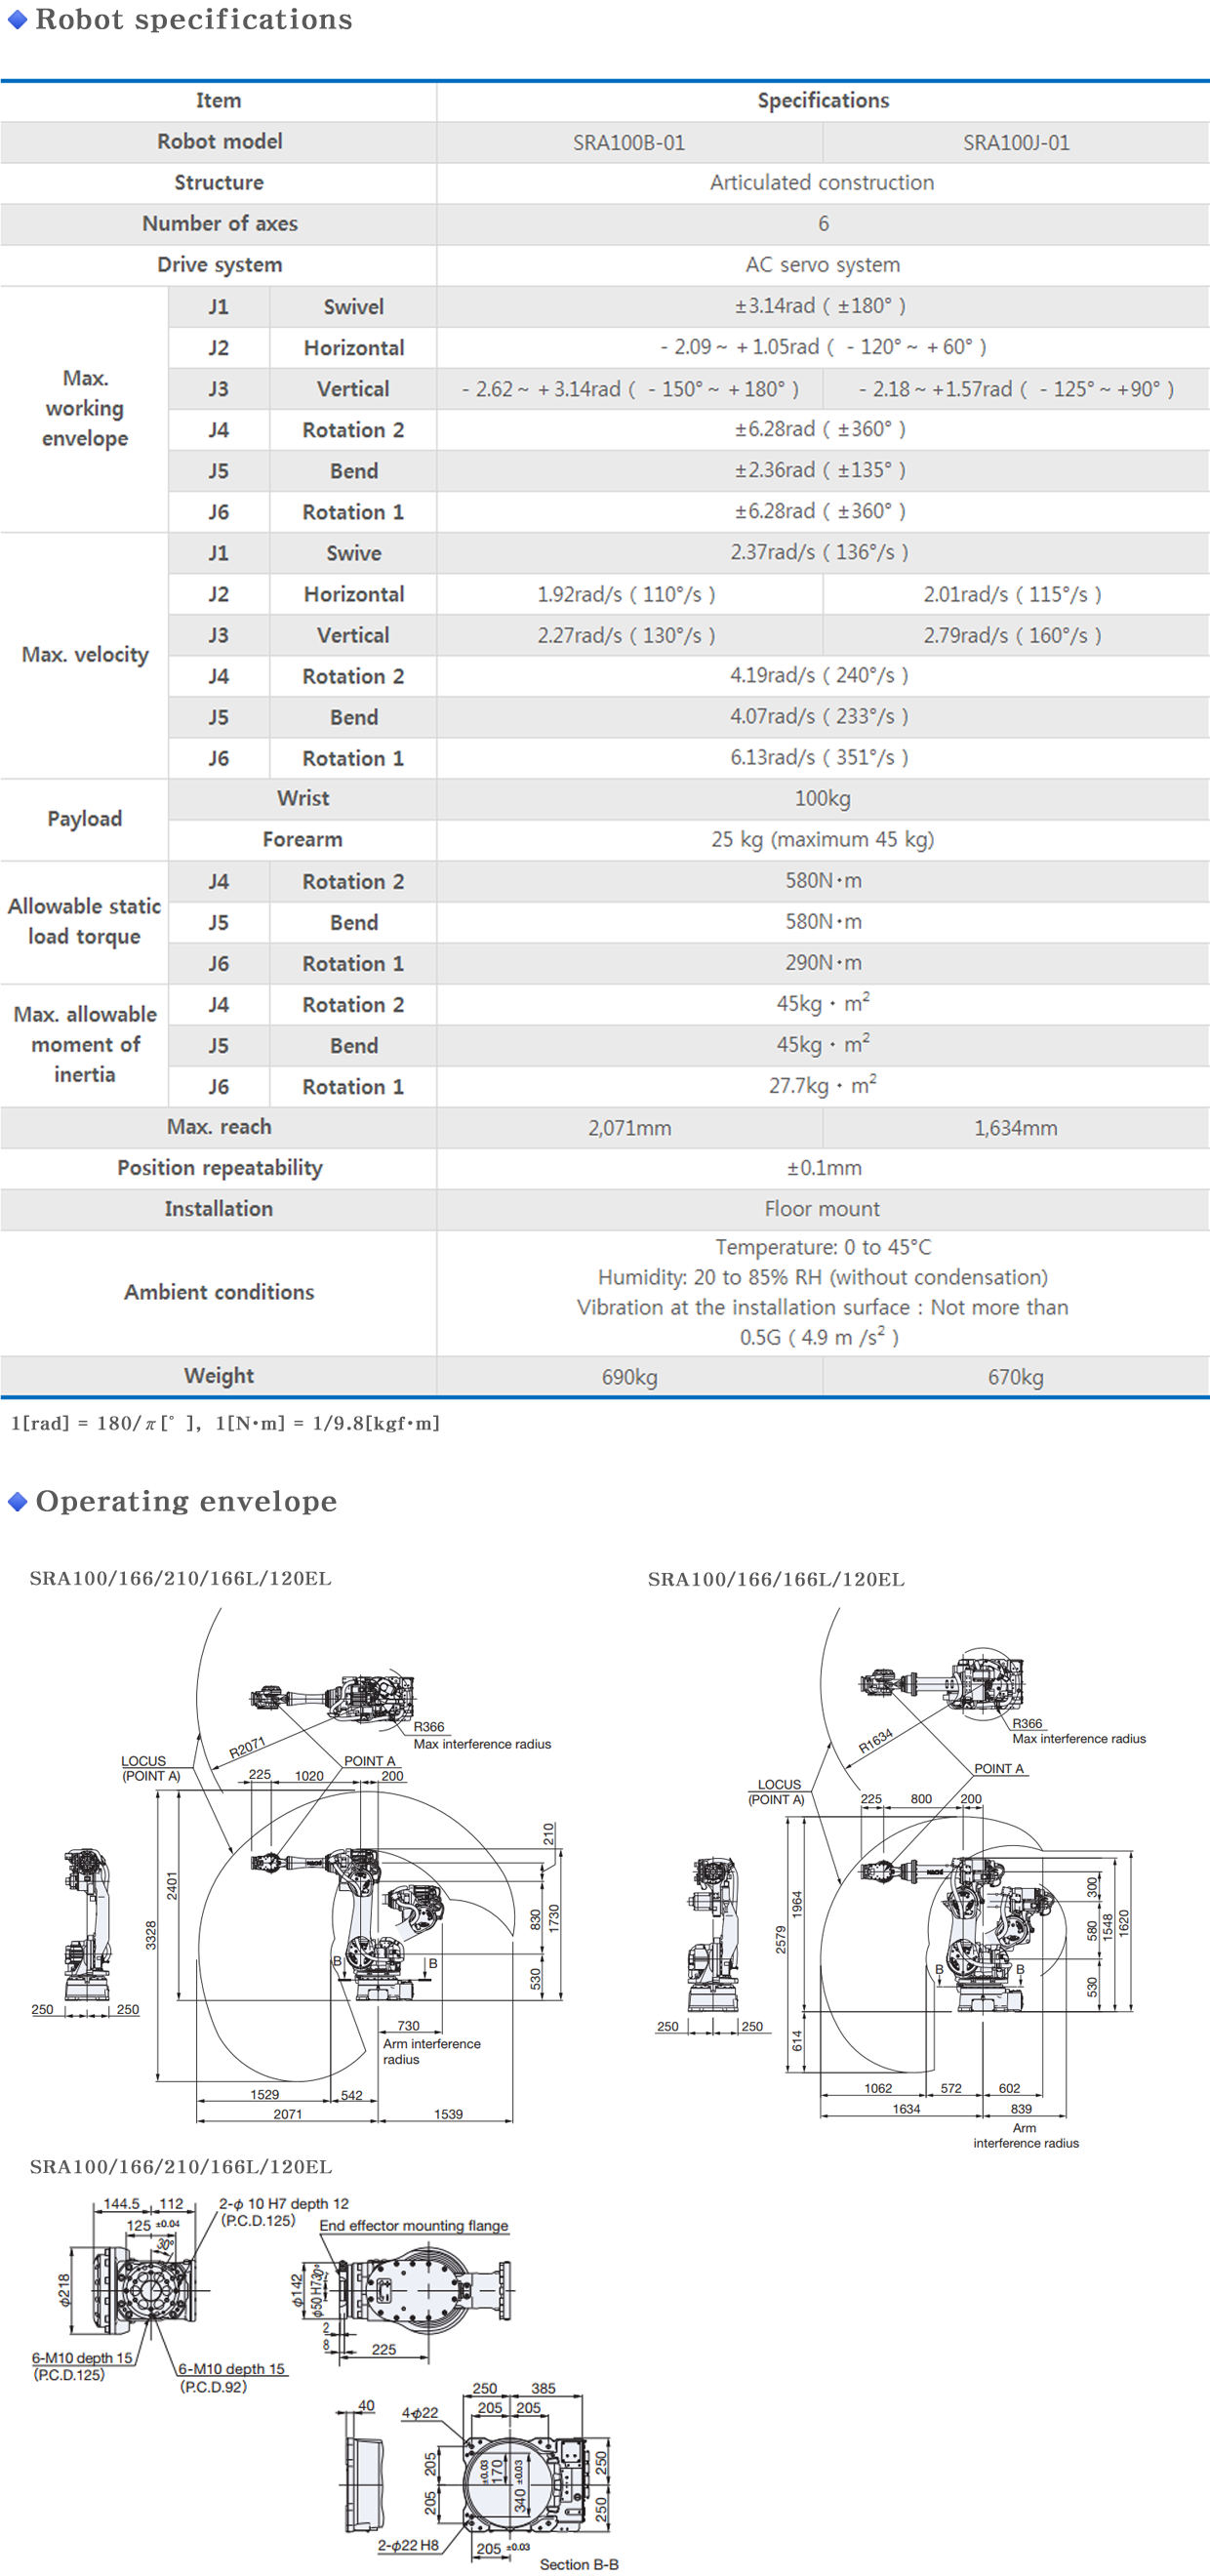 Robot specifications
Item Specifications
Robot model SRA100B-01 SRA100J-01
Structure Articulated construction
Number of axes 6
Drive system AC servo system
Max. working envelope
J1 Swivel ±3.14rad ( ±180° )
J2 Horizontal - 2.09 ~ + 1.05rad ( - 120° ~ + 60° )
J3 Vertical - 2.62 ~ + 3.14rad ( - 150° ~ + 180° ) - 2.18 ~ +1.57rad ( - 125° ~ +90° )
J4 Rotation 2 ±6.28rad ( ±360° )
J5 Bend ±2.36rad ( ±135° )
J6 Rotation 1 ±6.28rad ( ±360° )
Max. velocity
J1 Swive 2.37rad/s ( 136°/s )
J2 Horizontal 1.92rad/s ( 110°/s ) 2.01rad/s ( 115°/s )
J3 Vertical 2.27rad/s ( 130°/s ) 2.79rad/s ( 160°/s )
J4 Rotation 2 4.19rad/s ( 240°/s )
J5 Bend 4.07rad/s ( 233°/s )
J6 Rotation 1 6.13rad/s ( 351°/s )
Payload
Wrist 100kg
Forearm 25 kg (maximum 45 kg)
Allowable static load torque
J4 Rotation 2 580N·m
J5 Bend 580N·m
J6 Rotation 1 290N·m
Max. allowable moment of inertia
J4 Rotation 2 45kg · m²
J5 Bend 45kg · m²
J6 Rotation 1 27.7kg · m²
Max. reach 2,071mm 1,634mm
Position repeatability ±0.1mm
Installation Floor mount
Ambient conditions
Temperature: 0 to 45°C
Humidity: 20 to 85% RH (without condensation)
Vibration at the installation surface : Not more than
0.5G ( 4.9 m /s² )
Weight 690kg 670kg
1[rad] = 180/π[° ], 1[N·m] = 1/9.8[kgf·m]
Operating envelope
SRA100/166/210/166L/120EL
R366
Max interference radius
R2071
LOCUS
(POINT A)
POINT A
225 1020 200
210
2401
3328
830
1730
530
B B
250 250
730
Arm interference
radius
1529 542
2071 1539
SRA100/166/166L/120EL
R366
Max interference radius
R1634
POINT A
LOCUS
(POINT A)
225 800 200
300
1964
2579
580
1548
1620
530
B B
250 250
614
1062 572 602
1634 839
Arm
interference radius
SRA100/166/210/166L/120EL
144.5 112
2-φ 10 H7 depth 12
(P.C.D.125)
125 ±0.04
30°
φ218
6-M10 depth 15
(P.C.D.125)
6-M10 depth 15
(P.C.D.92)
End effector mounting flange
φ142
φ50 H7
2
8
225
40
250 385
4-φ22
205 205
205
205
±0.03
170
340 ±0.03
250
250
2-φ22 H8
205 ±0.03
Section B-B